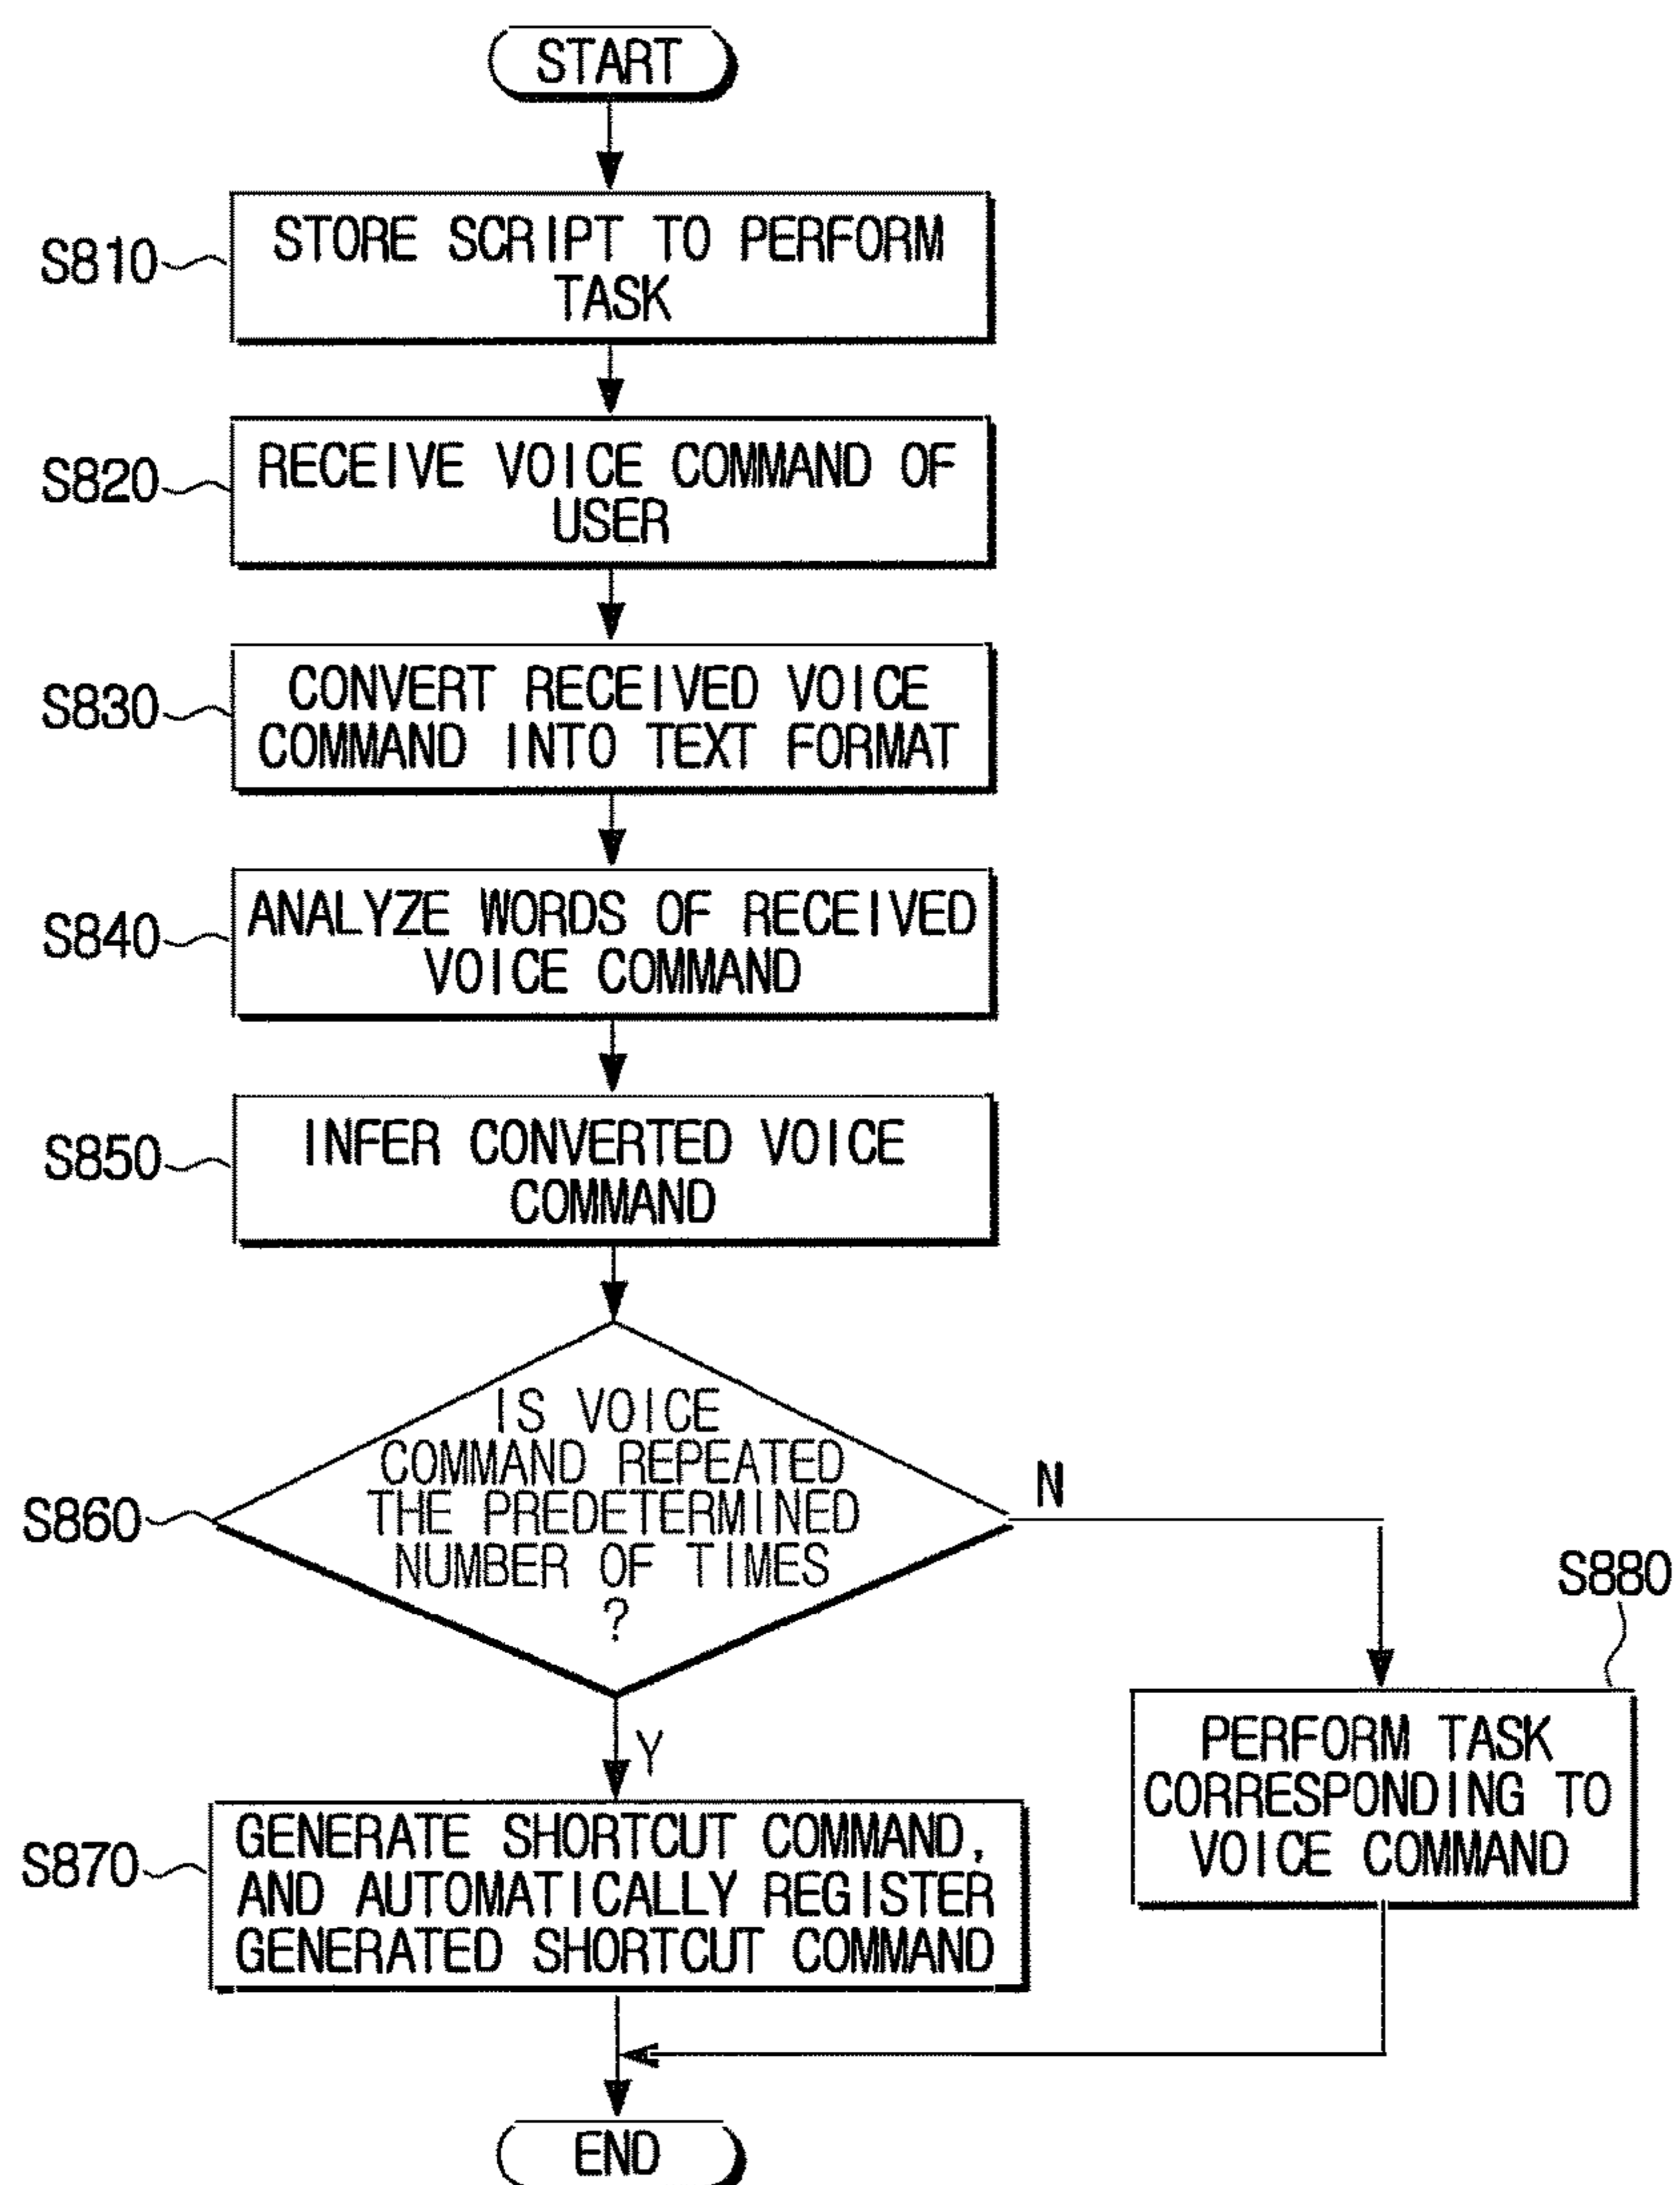 START
S810
STORE SCRIPT TO PERFORM
TASK
S820
RECEIVE VOICE COMMAND OF
USER
S830
CONVERT RECEIVED VOICE
COMMAND INTO TEXT FORMAT
S840
ANALYZE WORDS OF RECEIVED
VOICE COMMAND
S850
INFER CONVERTED VOICE
COMMAND
S860
IS VOICE
COMMAND REPEATED
THE PREDETERMINED
NUMBER OF TIMES
?
N
Y
S880
PERFORM TASK
CORRESPONDING TO
VOICE COMMAND
S870
GENERATE SHORTCUT COMMAND,
AND AUTOMATICALLY REGISTER
GENERATED SHORTCUT COMMAND
END